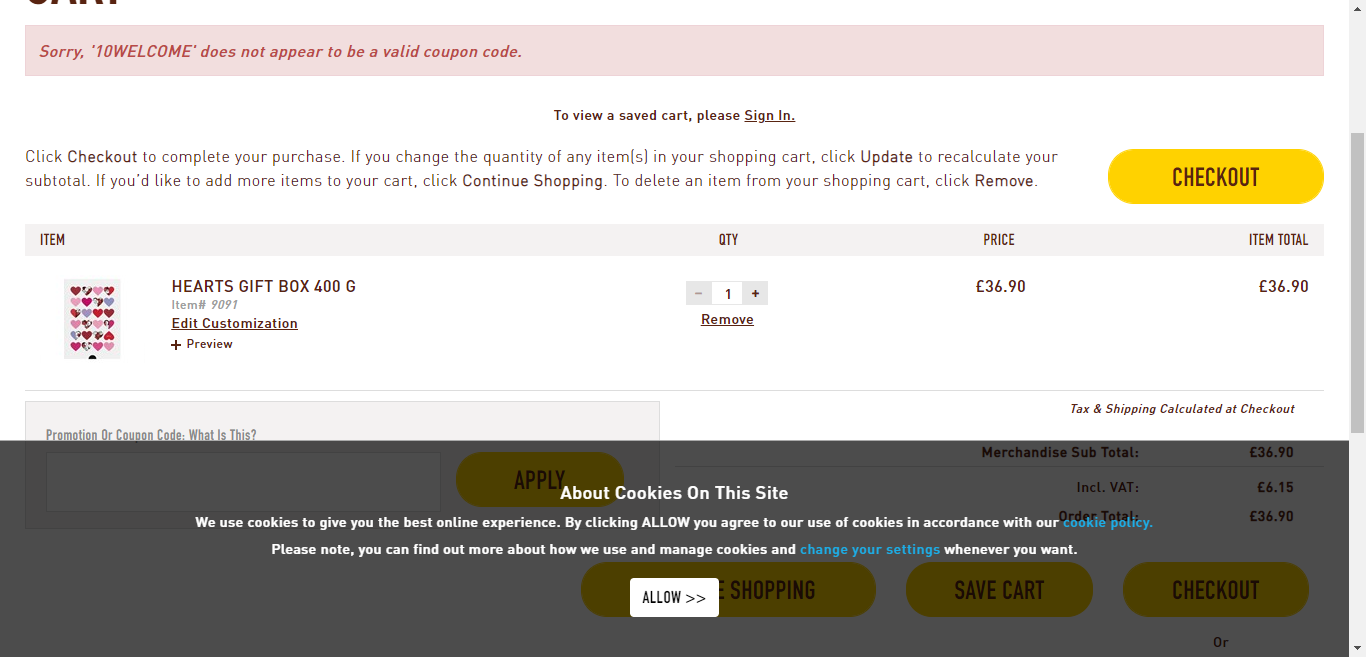 CART
Sorry, '10WELCOME' does not appear to be a valid coupon code.
To view a saved cart, please Sign In.
Click Checkout to complete your purchase. If you change the quantity of any item(s) in your shopping cart, click Update to recalculate your
subtotal. If you'd like to add more items to your cart, click Continue Shopping. To delete an item from your shopping cart, click Remove.
CHECKOUT
ITEM QTY PRICE ITEM TOTAL
HEARTS GIFT BOX 400 G − 1 + £36.90 £36.90
Item# 9091
Edit Customization Remove
+ Preview
Tax & Shipping Calculated at Checkout
Promotion Or Coupon Code: What Is This?
Merchandise Sub Total: £36.90
APPLY
Incl. VAT: £6.15
Order Total: £36.90
About Cookies On This Site
We use cookies to give you the best online experience. By clicking ALLOW you agree to our use of cookies in accordance with our cookie policy.
Please note, you can find out more about how we use and manage cookies and change your settings whenever you want.
ALLOW >>
SHOPPING SAVE CART CHECKOUT
Or